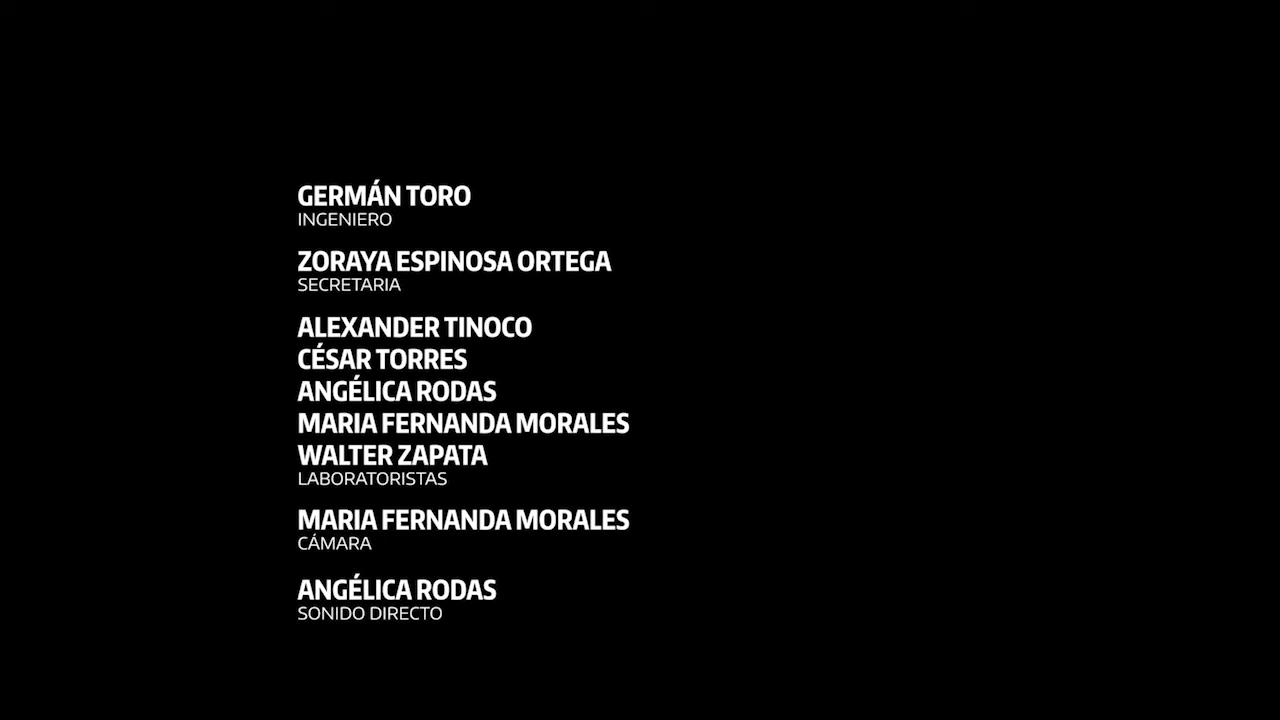 GERMÁN TORO
INGENIERO
ZORAYA ESPINOSA ORTEGA
SECRETARIA
ALEXANDER TINOCO
CÉSAR TORRES
ANGÉLICA RODAS
MARIA FERNANDA MORALES
WALTER ZAPATA
LABORATORISTAS
MARIA FERNANDA MORALES
CÁMARA
ANGÉLICA RODAS
SONIDO DIRECTO